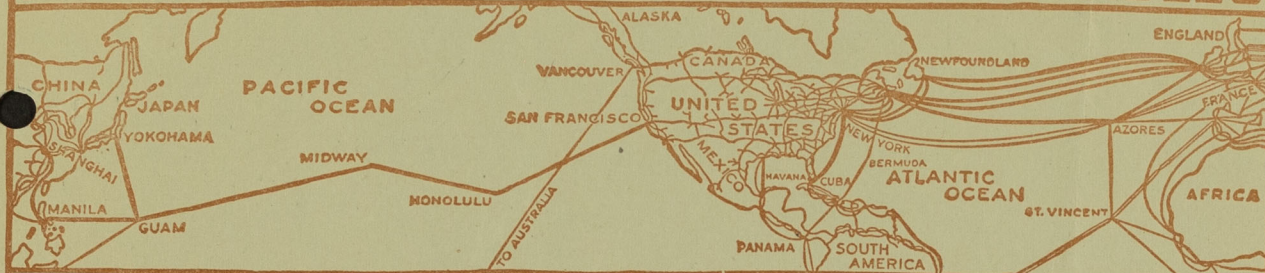 ALASKA
ENGLAND
NEWFOUNDLAND
CANADA
VANCOUVER
CHINA
PACIFIC
OCEAN
JAPAN
UNITED
STATES
FRANCE
SAN FRANCISCO
YOKOHAMA
NEW YORK
AZORES
SHANGHAI
MIDWAY
MEXICO
BERMUDA
HAVANA
CUBA
ATLANTIC
OCEAN
AFRICA
HONOLULU
MANILA
GUAM
ST. VINCENT
TO AUSTRALIA
PANAMA
SOUTH
AMERICA